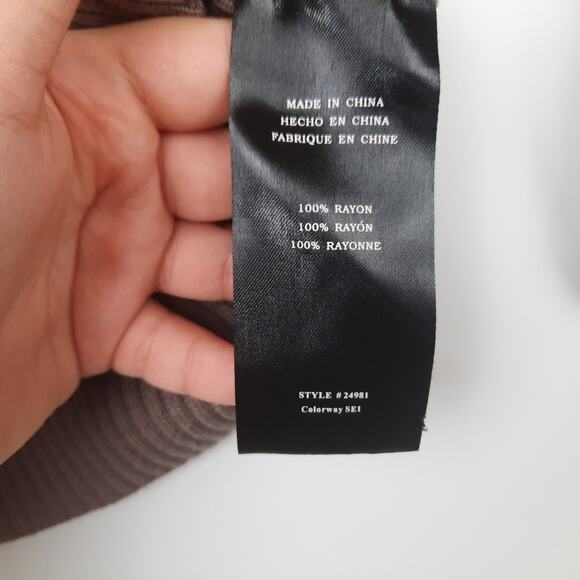 MADE IN CHINA
HECHO EN CHINA
FABRIQUE EN CHINE
100% RAYON
100% RAYÓN
100% RAYONNE
STYLE # 24981
Colorway SE1